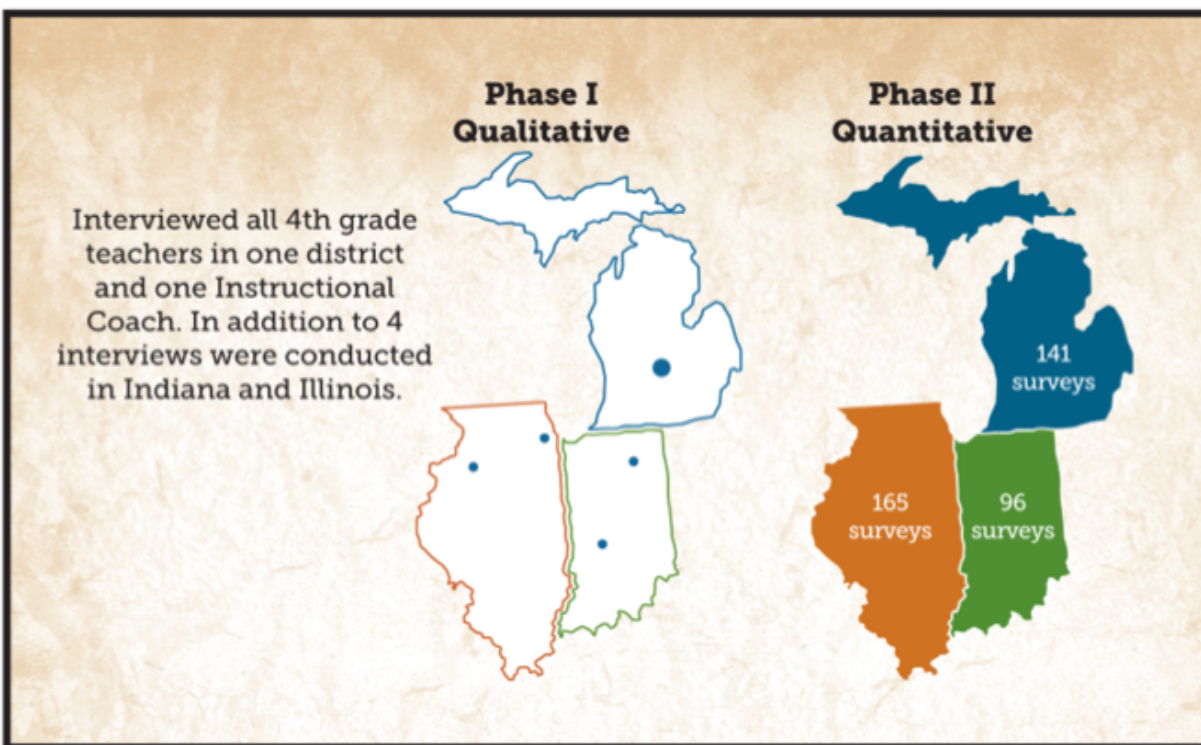 Phase I
Qualitative
Phase II
Quantitative
Interviewed all 4th grade
teachers in one district
and one Instructional
Coach. In addition to 4
interviews were conducted
in Indiana and Illinois.
141
surveys
165
surveys
96
surveys